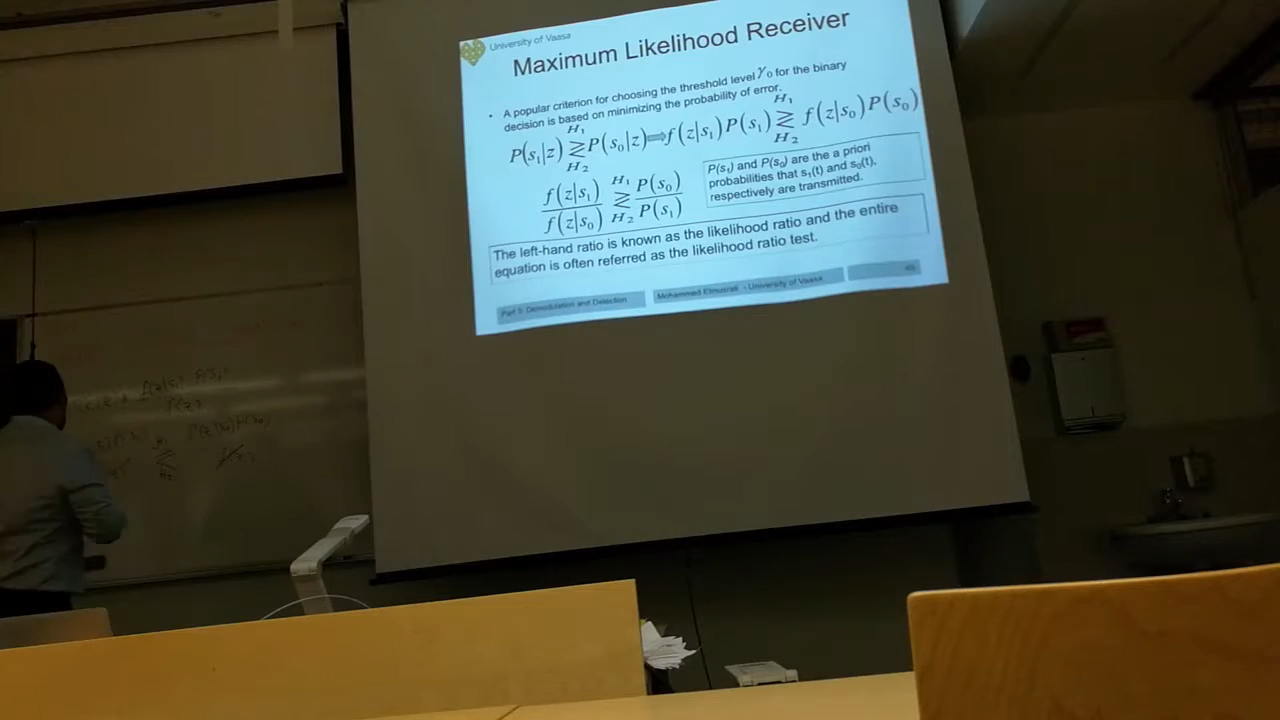 University of Vaasa
Maximum Likelihood Receiver
• A popular criterion for choosing the threshold level γ₀ for the binary
decision is based on minimizing the probability of error.
P(s₁|z) ≷ P(s₀|z) ⟹ f(z|s₁)P(s₁) ≷ f(z|s₀)P(s₀)
H₁ H₂ H₁ H₂
f(z|s₁) / f(z|s₀) ≷ P(s₀) / P(s₁)
H₁ H₂
P(s₁) and P(s₀) are the a priori
probabilities that s₁(t) and s₀(t),
respectively are transmitted.
The left-hand ratio is known as the likelihood ratio and the entire
equation is often referred as the likelihood ratio test.
Part 5: Demodulation and Detection
Mohammed Elmusrati - University of Vaasa